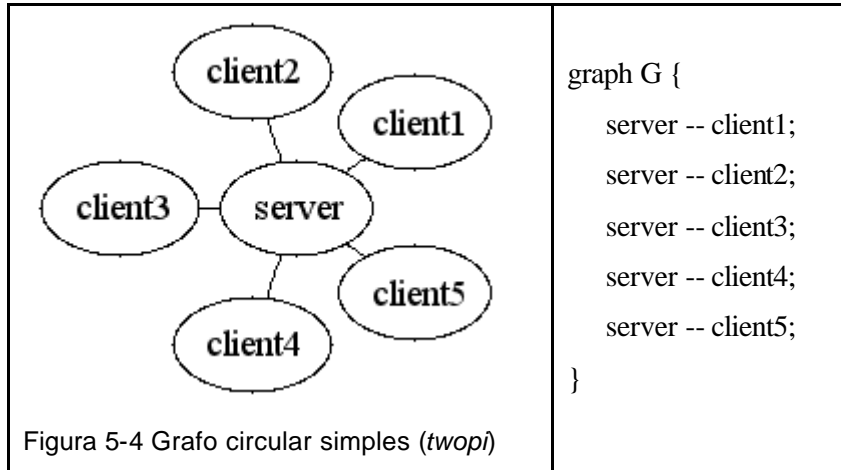 client2
client1
client3
server
client5
client4
Figura 5-4 Grafo circular simples (twopi)
graph G {
server -- client1;
server -- client2;
server -- client3;
server -- client4;
server -- client5;
}